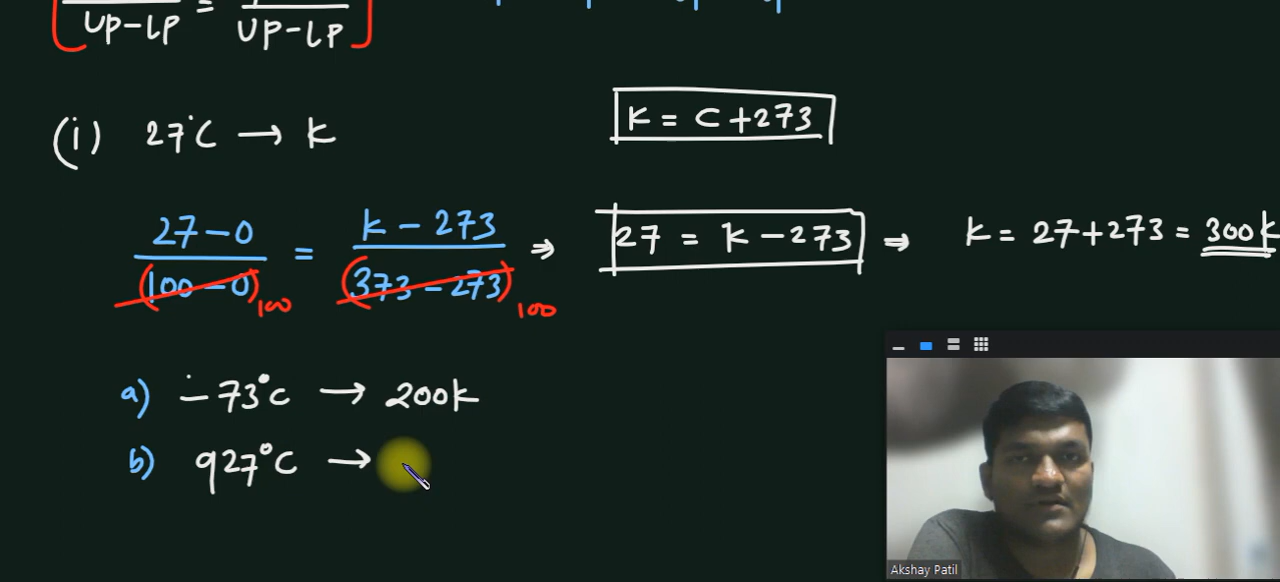 UP-LP = UP-LP
(i) 27°C → K
K = C+273
27-0 / (100-0) 100 = K-273 / (373-273) 100 ⇒ 27 = K-273 ⇒ K = 27+273 = 300K
a) -73°C → 200K
b) 927°C →
Akshay Patil